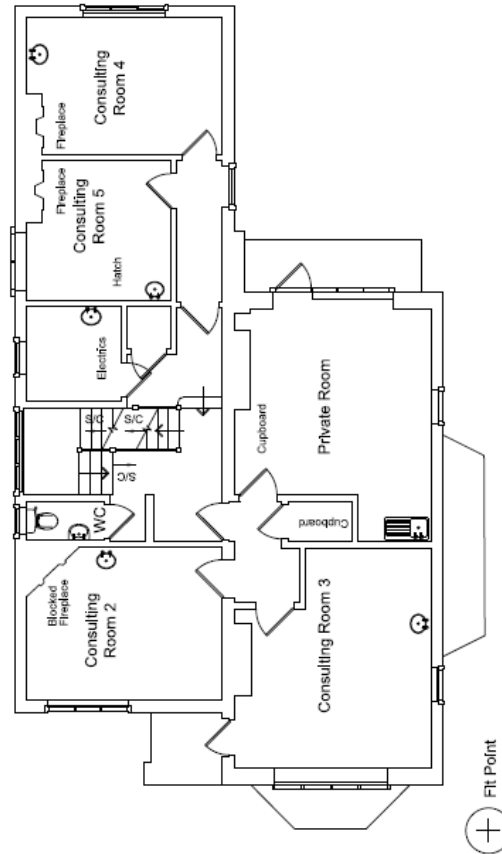 Blocked
Fireplace
Consulting
Room 2
WC
S/C
S/C
S/C
Electrics
Hatch
Fireplace
Consulting
Room 5
Fireplace
Consulting
Room 4
Cupboard
Cupboard
Consulting Room 3
Private Room
Fit Point